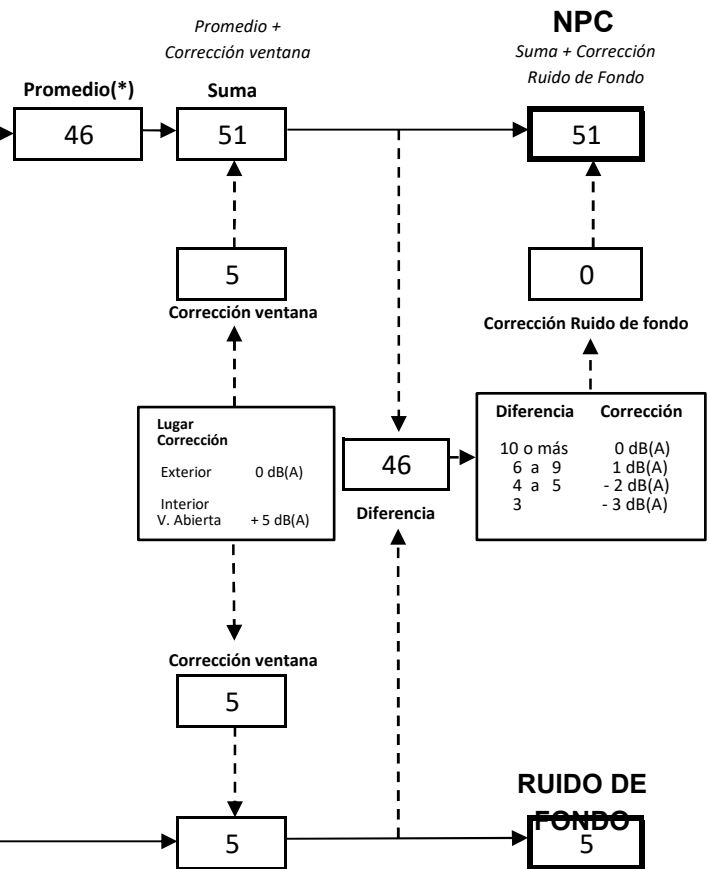 Promedio +
Corrección ventana
NPC
Suma + Corrección
Ruido de Fondo
Promedio(*)
Suma
46
51
51
5
0
Corrección ventana
Corrección Ruido de fondo
Lugar
Corrección
Exterior 0 dB(A)
Interior
V. Abierta + 5 dB(A)
46
Diferencia
Diferencia Corrección
10 o más 0 dB(A)
6 a 9 1 dB(A)
4 a 5 - 2 dB(A)
3 - 3 dB(A)
Corrección ventana
5
RUIDO DE
FONDO
5
5